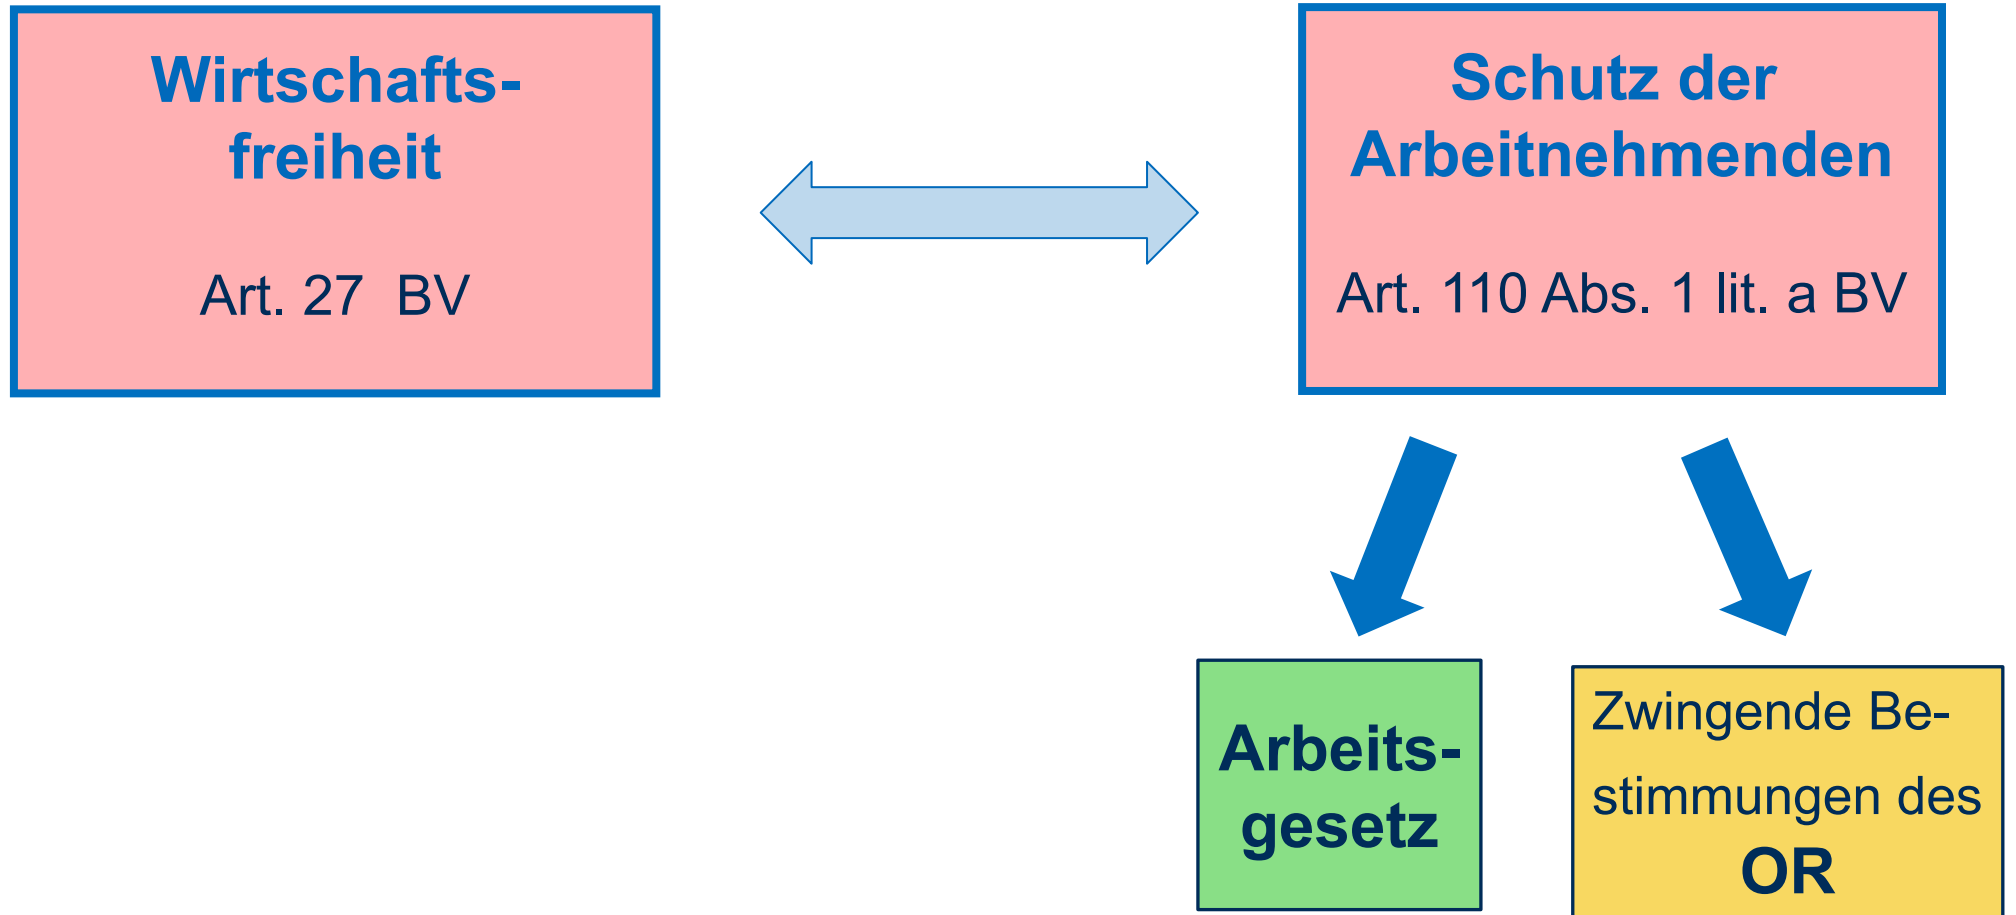 Wirtschafts-
freiheit
Art. 27  BV
Schutz der
Arbeitnehmenden
Art. 110 Abs. 1 lit. a BV
Arbeits-
gesetz
Zwingende Be-
stimmungen des
OR